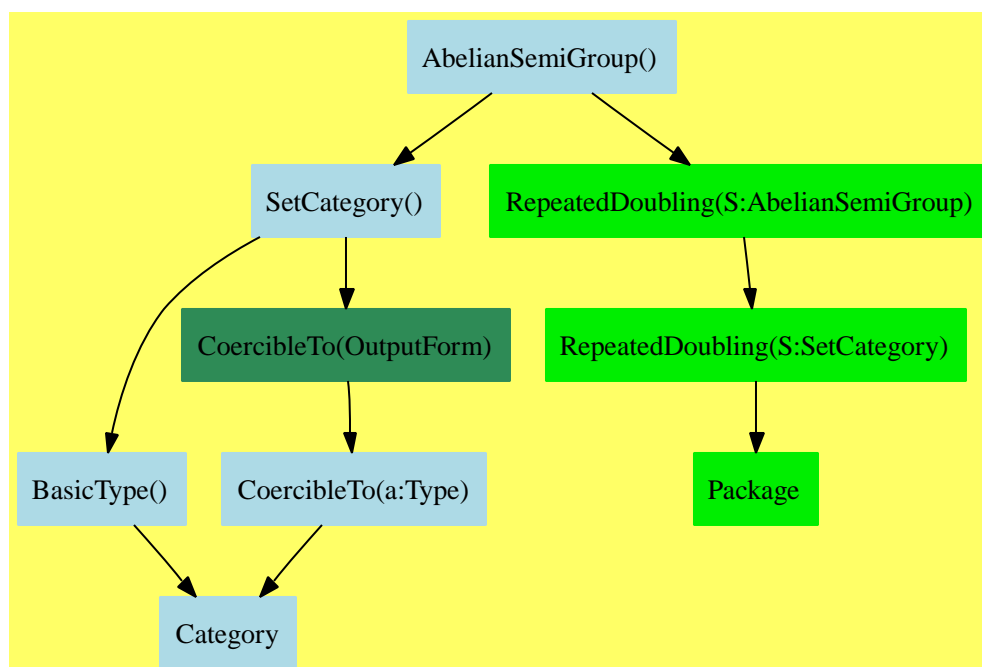 AbelianSemiGroup()
SetCategory()
RepeatedDoubling(S:AbelianSemiGroup)
CoercibleTo(OutputForm)
RepeatedDoubling(S:SetCategory)
BasicType()
CoercibleTo(a:Type)
Package
Category